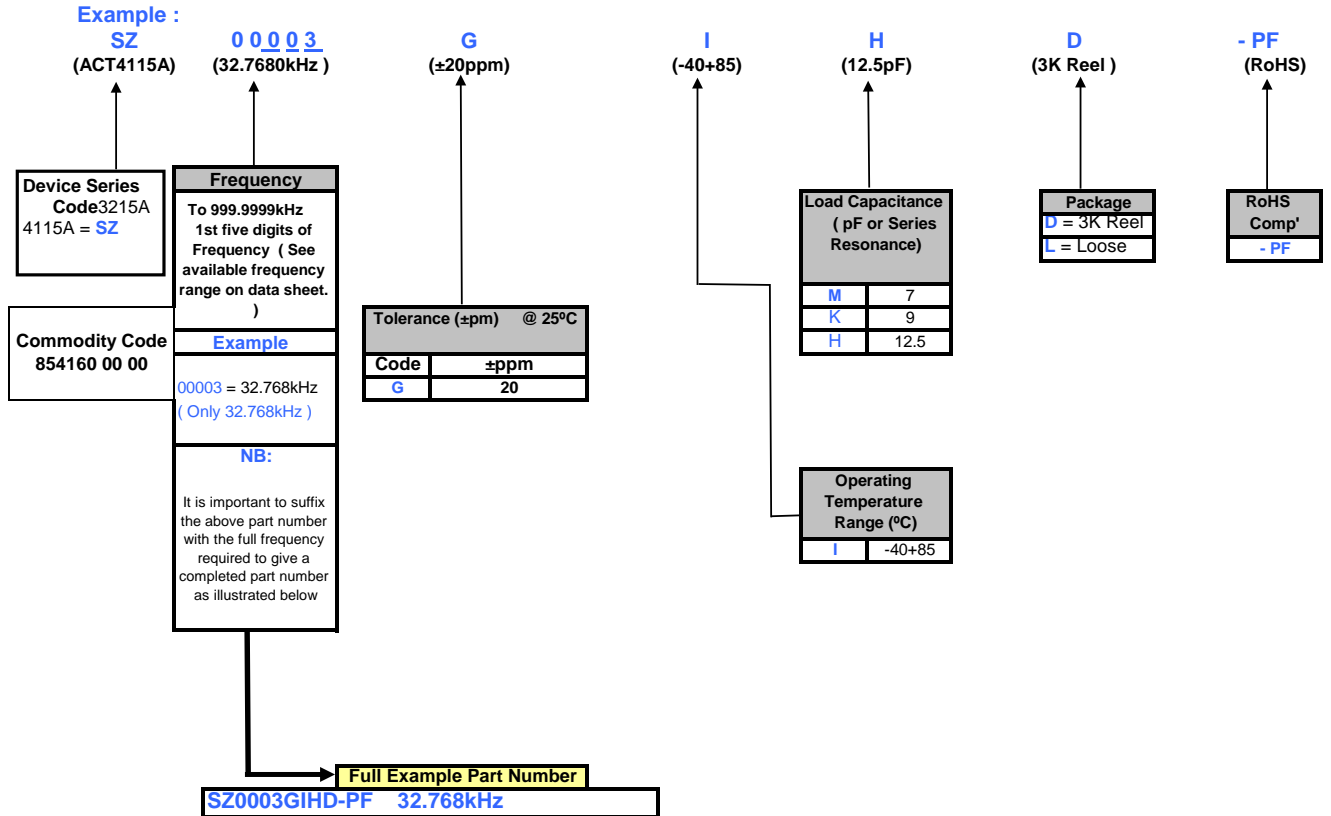 Example :
SZ 0 0 0 0 3 G I H D - PF
(ACT4115A) (32.7680kHz ) (±20ppm) (-40+85) (12.5pF) (3K Reel ) (RoHS)
Device Series
Code3215A
4115A = SZ
Commodity Code
854160 00 00
Frequency
To 999.9999kHz
1st five digits of
Frequency ( See
available frequency
range on data sheet.
)
Example
00003 = 32.768kHz
( Only 32.768kHz )
NB:
It is important to suffix
the above part number
with the full frequency
required to give a
completed part number
as illustrated below
Tolerance (±pm) @ 25ºC
Code ±ppm
G 20
Load Capacitance
( pF or Series
Resonance)
M 7
K 9
H 12.5
Operating
Temperature
Range (ºC)
I -40+85
Package
D = 3K Reel
L = Loose
RoHS
Comp'
- PF
Full Example Part Number
SZ0003GIHD-PF 32.768kHz